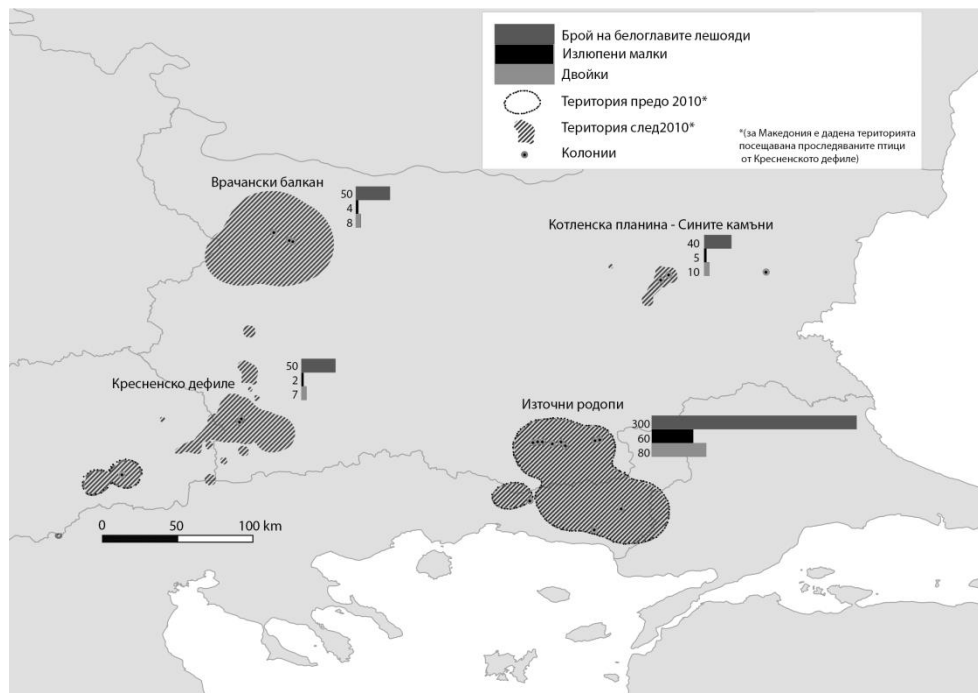 Брой на белоглавите лешояди
Излюпени малки
Двойки
Територия предо 2010*
Територия след2010*
Колонии
*(за Македония е дадена територията
посещавана проследяваните птици
от Кресненското дефиле)
Врачански балкан
50
4
8
Котленска планина - Сините камъни
40
5
10
Кресненско дефиле
50
2
7
Източни родопи
300
60
80
0 50 100 km